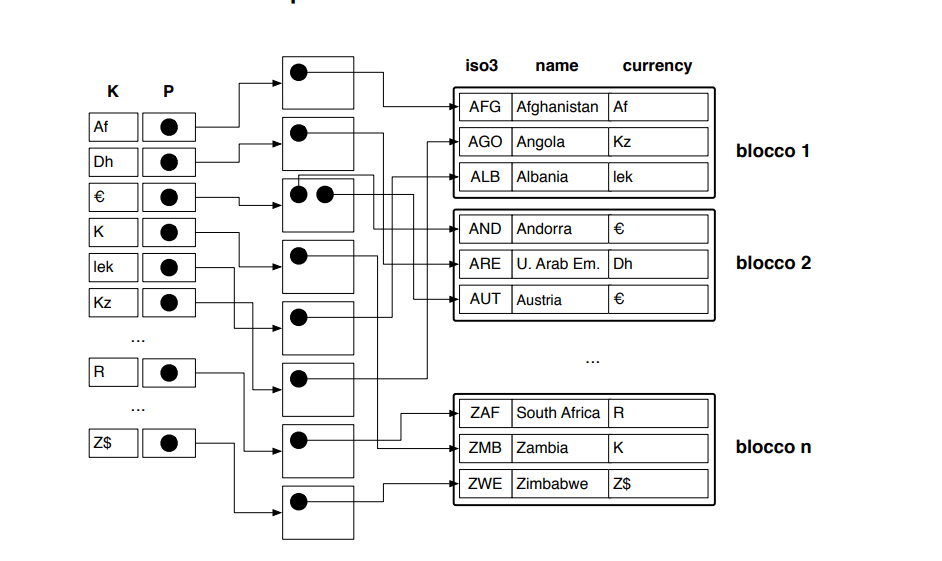 iso3 name currency
K P
Af
Dh
€
K
lek
Kz
...
R
...
Z$
AFG Afghanistan Af
AGO Angola Kz
ALB Albania lek
blocco 1
AND Andorra €
ARE U. Arab Em. Dh
AUT Austria €
blocco 2
...
ZAF South Africa R
ZMB Zambia K
ZWE Zimbabwe Z$
blocco n